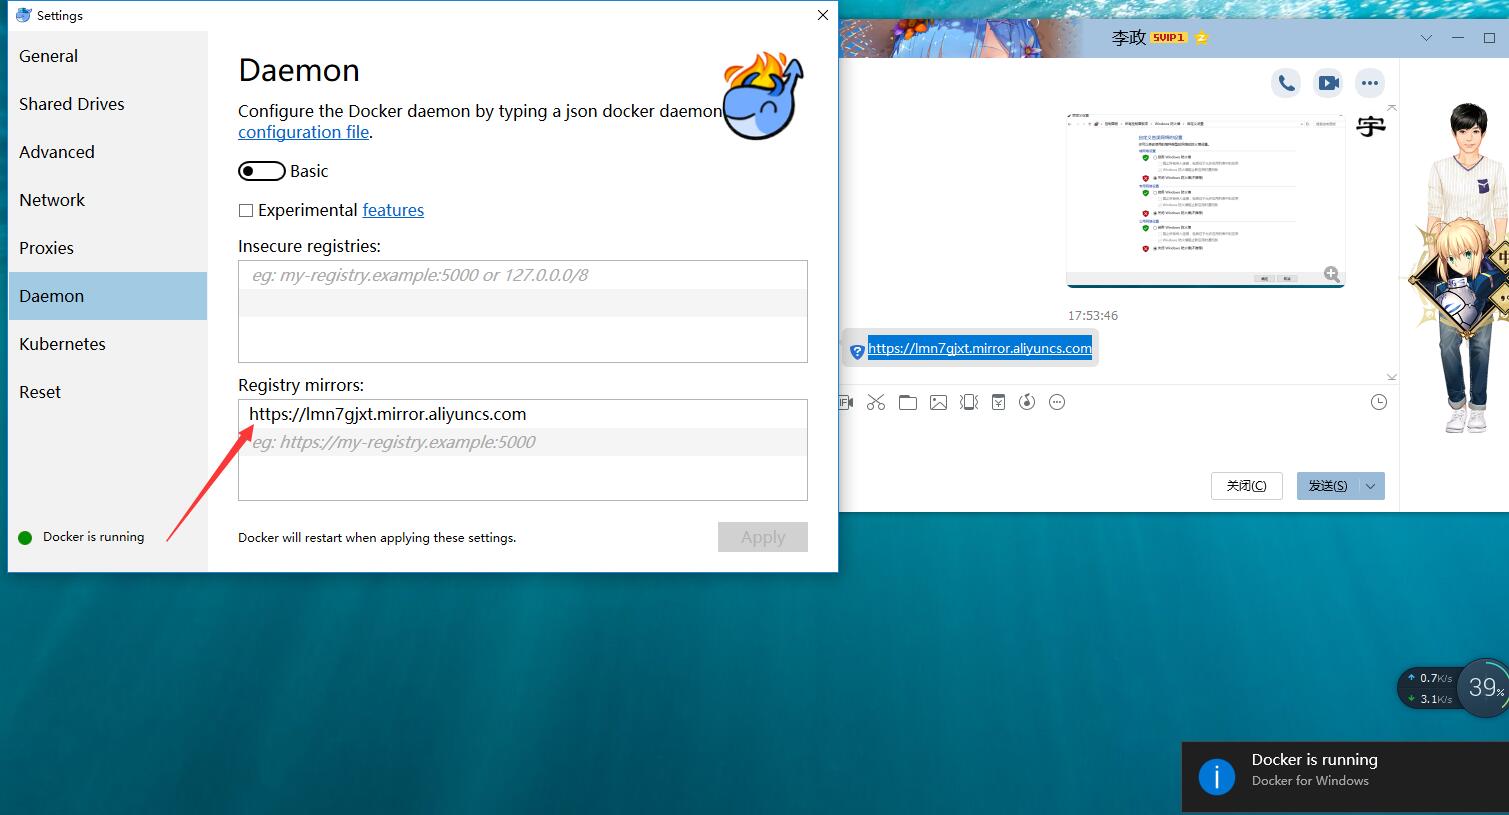 Settings
General
Shared Drives
Advanced
Network
Proxies
Daemon
Kubernetes
Reset
Docker is running
Daemon
Configure the Docker daemon by typing a json docker daemon
configuration file.
Basic
Experimental features
Insecure registries:
eg: my-registry.example:5000 or 127.0.0.0/8
Registry mirrors:
https://lmn7gjxt.mirror.aliyuncs.com
eg: https://my-registry.example:5000
Docker will restart when applying these settings.
Apply
李政 SVIP1
宇
17:53:46
https://lmn7gjxt.mirror.aliyuncs.com
关闭(C)
发送(S)
0.7K/s
3.1K/s
39%
Docker is running
Docker for Windows